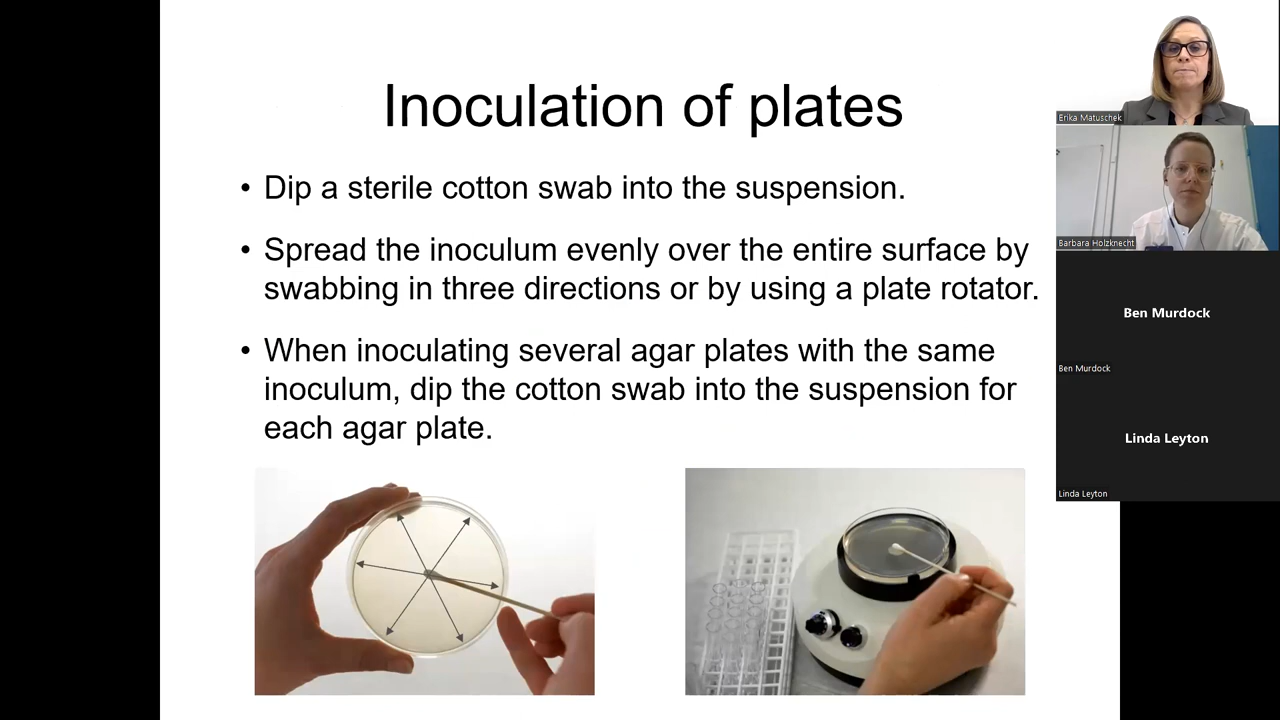 Inoculation of plates
• Dip a sterile cotton swab into the suspension.
• Spread the inoculum evenly over the entire surface by
swabbing in three directions or by using a plate rotator.
• When inoculating several agar plates with the same
inoculum, dip the cotton swab into the suspension for
each agar plate.
Erika Matuschek
Barbara Holzknecht
Ben Murdock
Ben Murdock
Linda Leyton
Linda Leyton